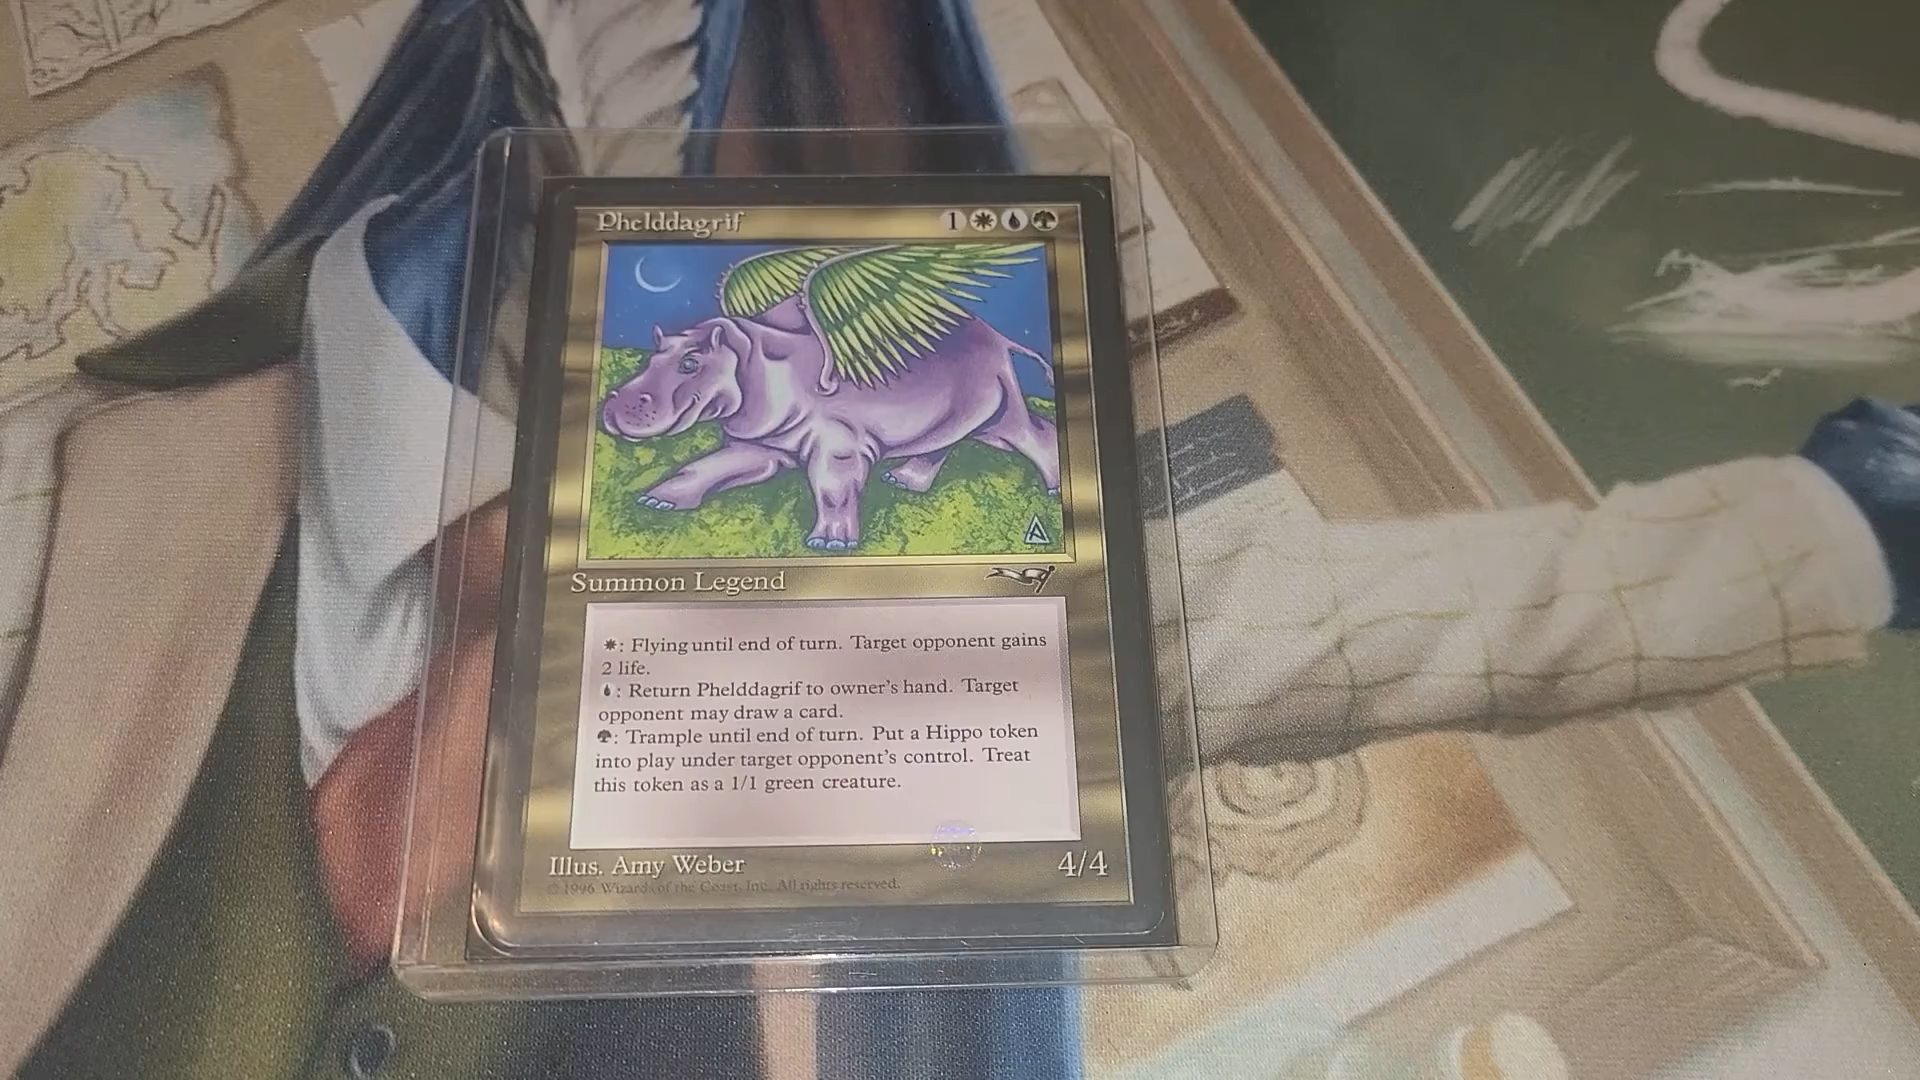 Phelddagrif 1
Summon Legend
: Flying until end of turn. Target opponent gains
2 life.
: Return Phelddagrif to owner's hand. Target
opponent may draw a card.
: Trample until end of turn. Put a Hippo token
into play under target opponent's control. Treat
this token as a 1/1 green creature.
Illus. Amy Weber 4/4
© 1996 Wizards of the Coast, Inc. All rights reserved.